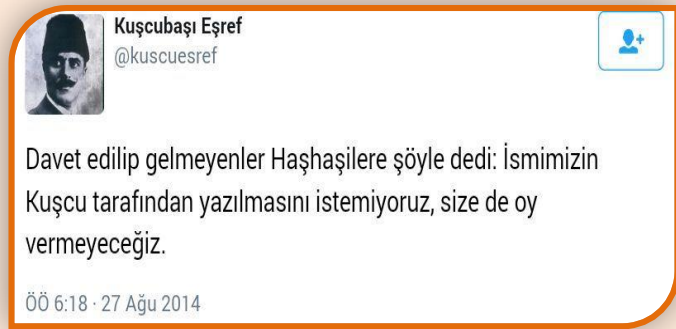 Kuşcubaşı Eşref
@kuscuesref
Davet edilip gelmeyenler Haşhaşilere şöyle dedi: İsmimizin
Kuşcu tarafından yazılmasını istemiyoruz, size de oy
vermeyeceğiz.
ÖÖ 6:18 · 27 Ağu 2014